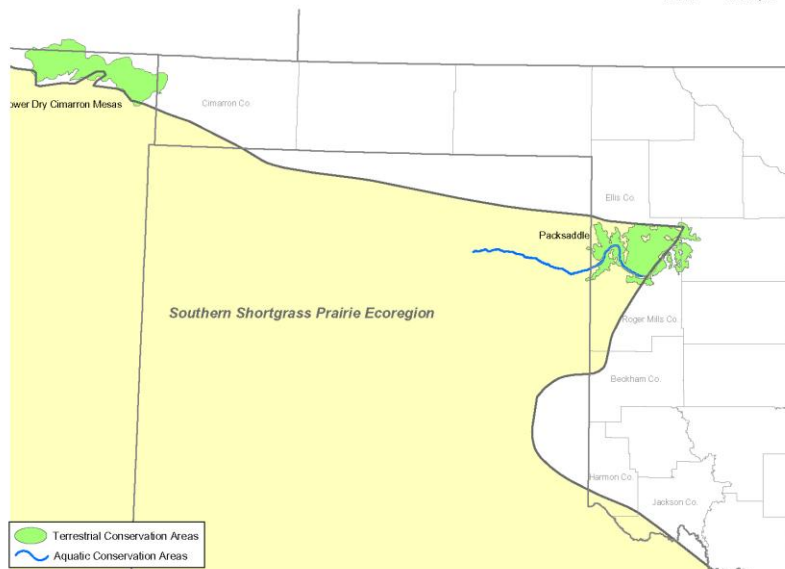 ower Dry Cimarron Mesas
Cimarron Co.
Ellis Co.
Packsaddle
Southern Shortgrass Prairie Ecoregion
Roger Mills Co.
Beckham Co.
Harmon Co.
Jackson Co.
Terrestrial Conservation Areas
Aquatic Conservation Areas